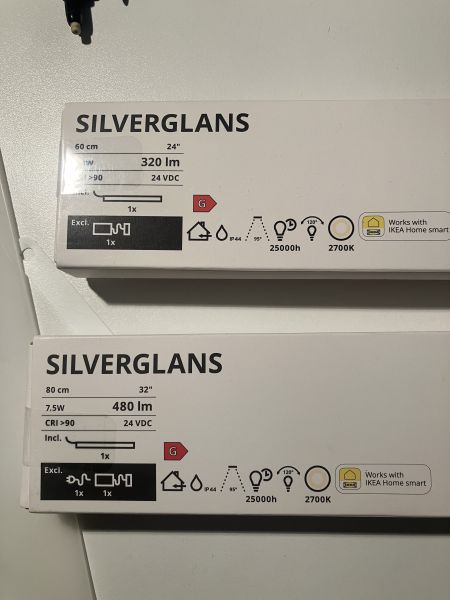 SILVERGLANS
60 cm 24"
320 lm
>90 24 VDC
1x
G
Excl.
1x
IP44 95° 25000h 120° 2700K
Works with
IKEA Home smart
SILVERGLANS
80 cm 32"
7.5W 480 lm
CRI >90 24 VDC
Incl.
1x
G
Excl.
1x 1x
IP44 95° 25000h 120° 2700K
Works with
IKEA Home smart